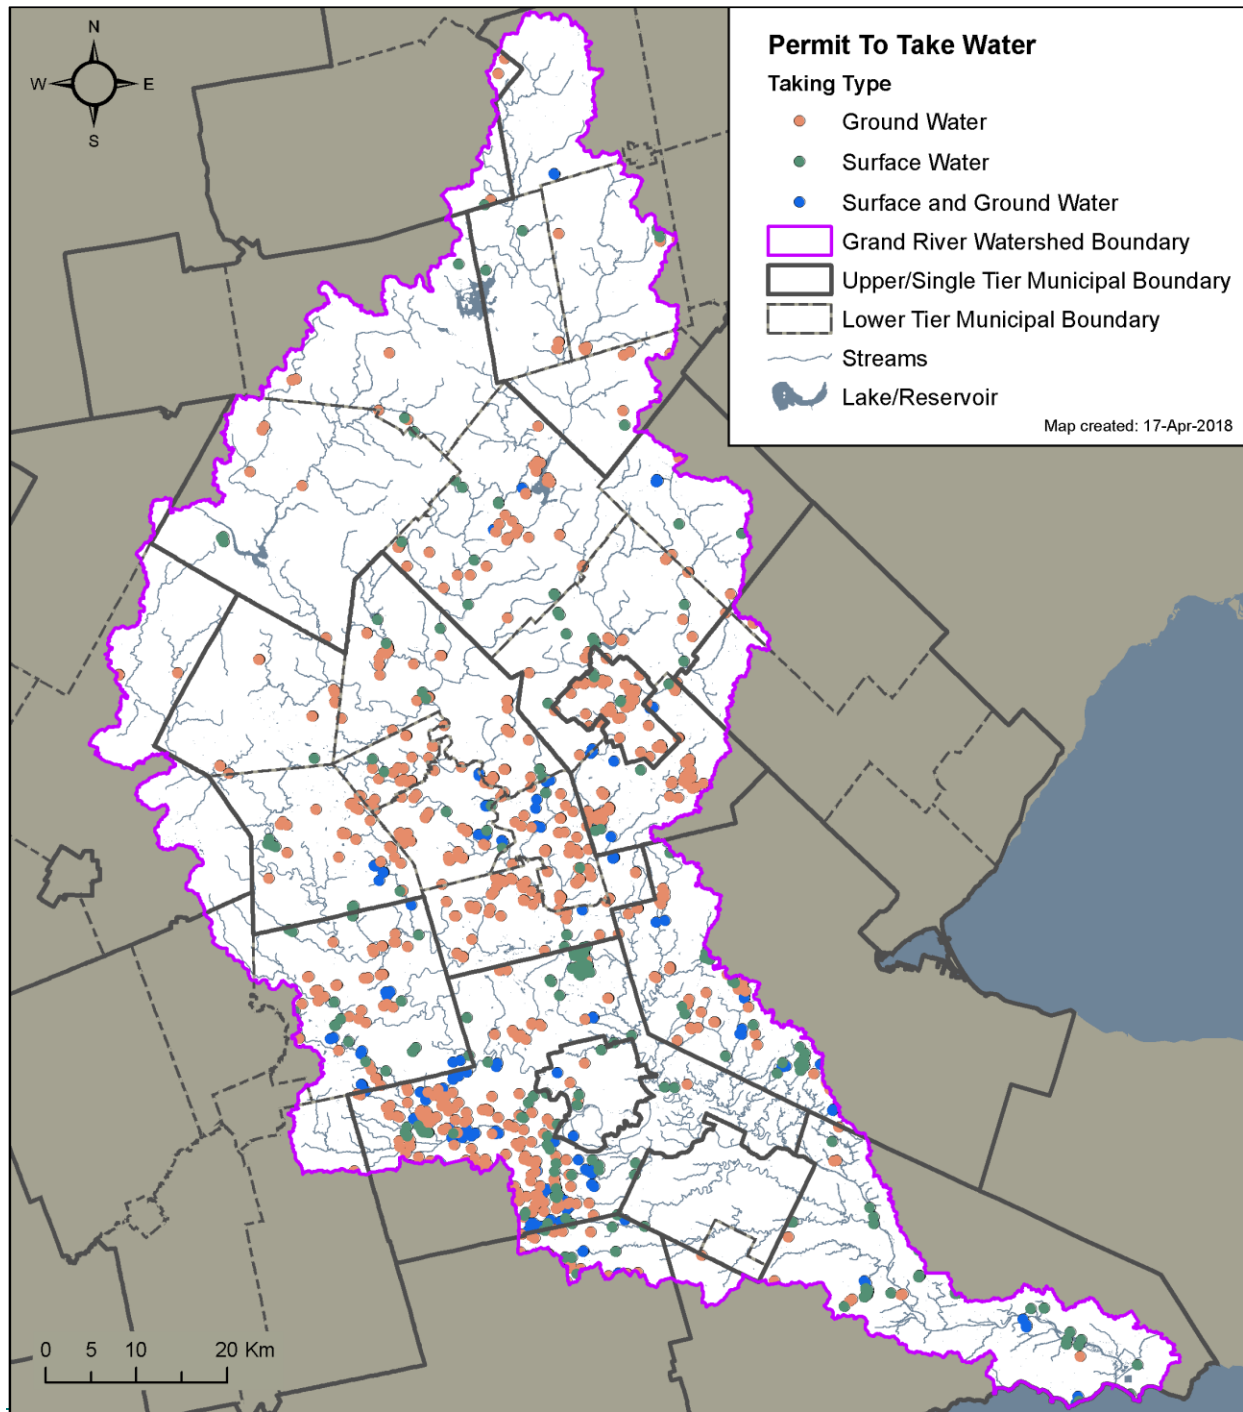 N
W E
S
Permit To Take Water
Taking Type
Ground Water
Surface Water
Surface and Ground Water
Grand River Watershed Boundary
Upper/Single Tier Municipal Boundary
Lower Tier Municipal Boundary
Streams
Lake/Reservoir
Map created: 17-Apr-2018
0 5 10 20 Km